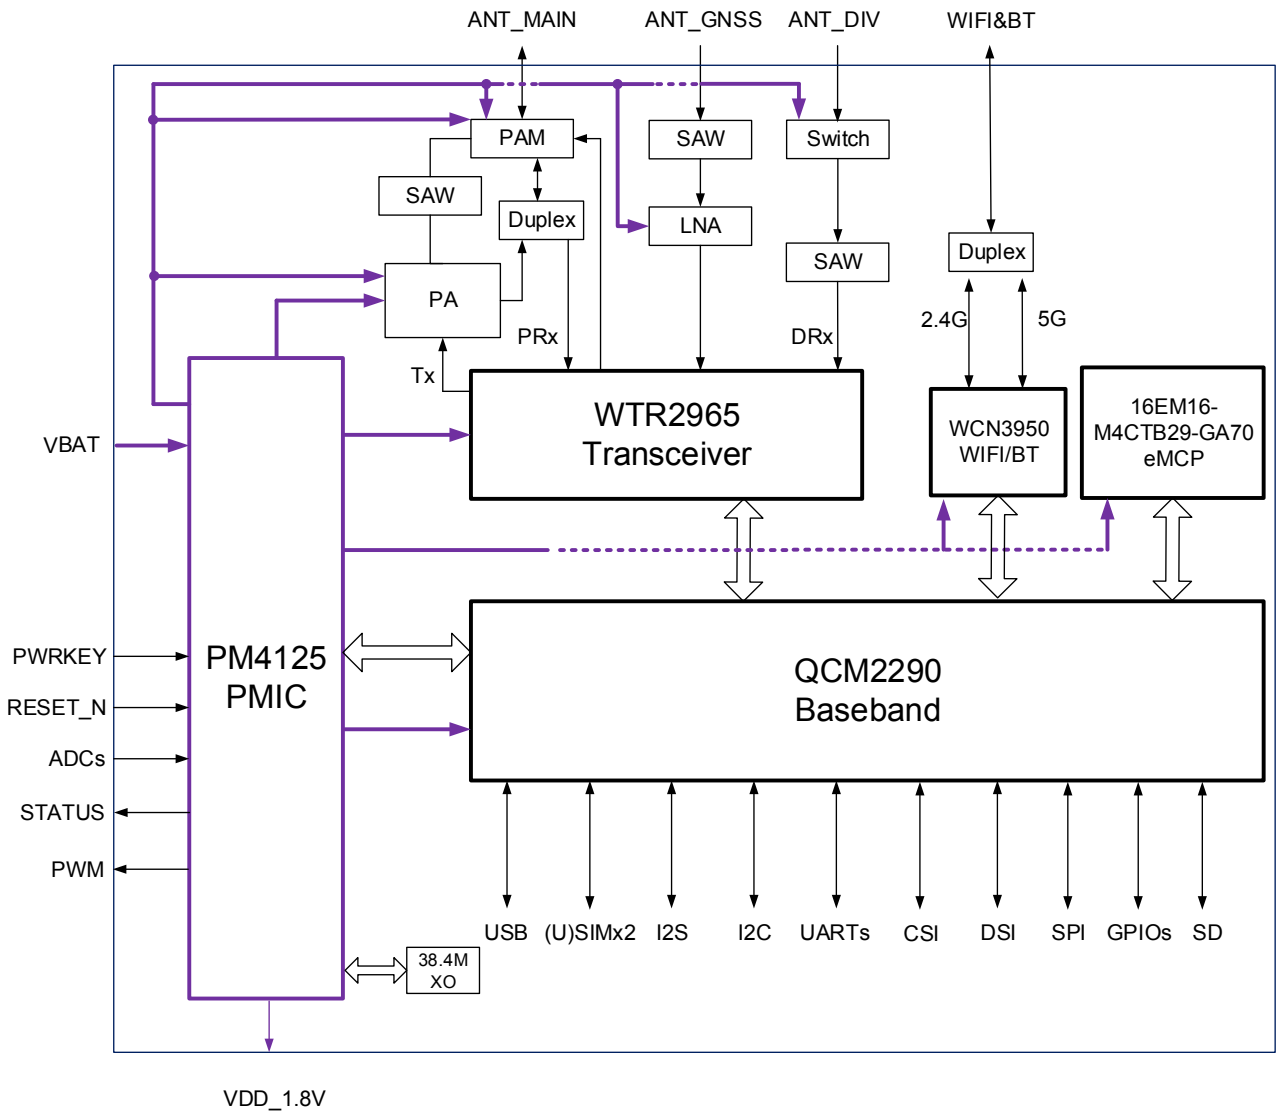 ANT_MAIN
ANT_GNSS
ANT_DIV
WIFI&BT
PAM
SAW
Switch
SAW
Duplex
LNA
Duplex
SAW
PA
2.4G
5G
PRx
DRx
Tx
WTR2965
Transceiver
WCN3950
WIFI/BT
16EM16-
M4CTB29-GA70
eMCP
VBAT
PWRKEY
RESET_N
ADCs
STATUS
PWM
PM4125
PMIC
QCM2290
Baseband
USB
(U)SIMx2
I2S
I2C
UARTs
CSI
DSI
SPI
GPIOs
SD
38.4M
XO
VDD_1.8V